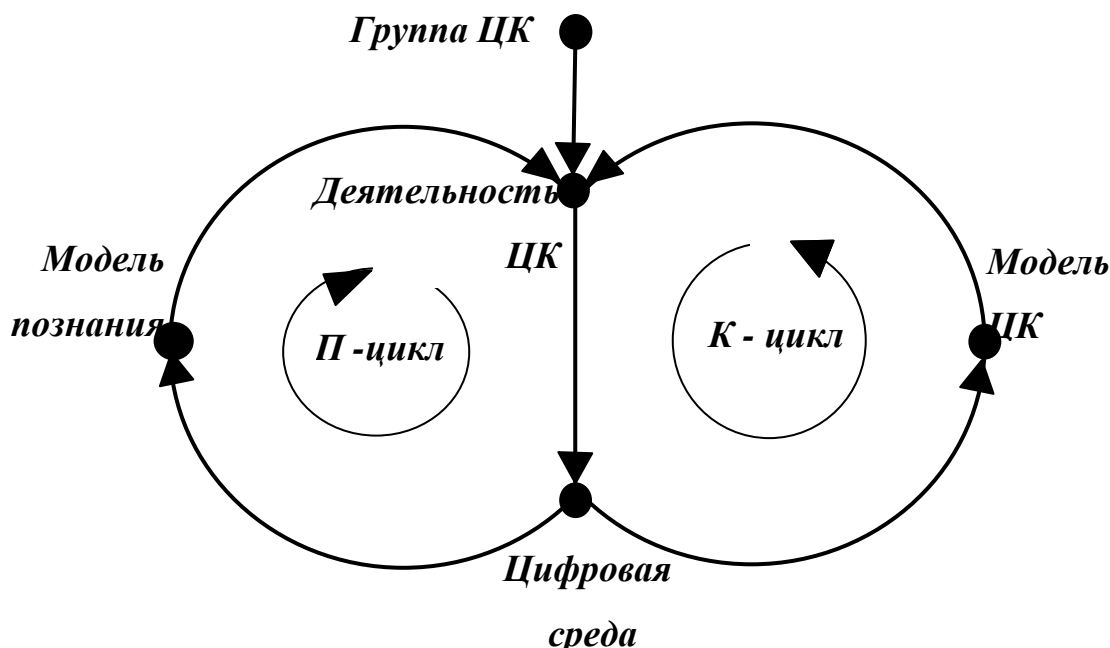 Группа ЦК
Деятельность
ЦК
Модель
познания
Модель
ЦК
П -цикл
К - цикл
Цифровая
среда